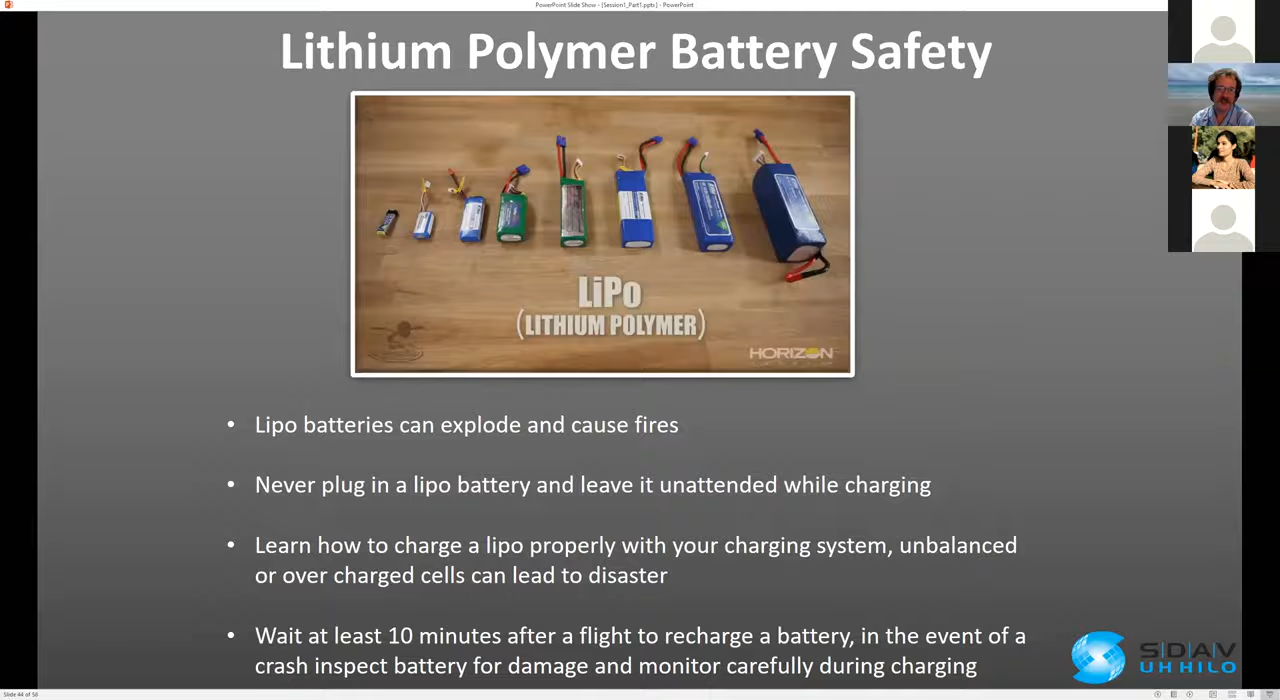 PowerPoint Slide Show - [Session1_Part1.pptx] - PowerPoint
Lithium Polymer Battery Safety
LiPo
(LITHIUM POLYMER)
HORIZON
• Lipo batteries can explode and cause fires
• Never plug in a lipo battery and leave it unattended while charging
• Learn how to charge a lipo properly with your charging system, unbalanced
or over charged cells can lead to disaster
• Wait at least 10 minutes after a flight to recharge a battery, in the event of a
crash inspect battery for damage and monitor carefully during charging
SDAV
UH HILO
Slide 44 of 58